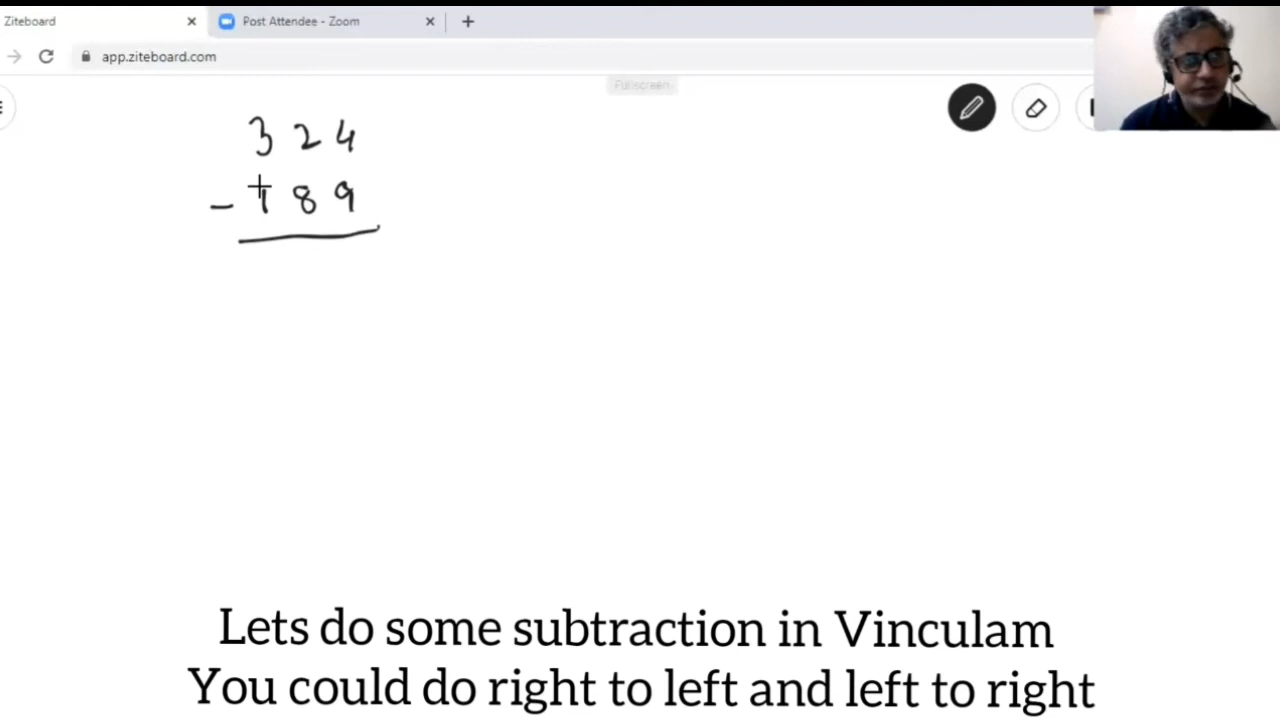 Ziteboard
Post Attendee - Zoom
app.ziteboard.com
Fullscreen
3 2 4
- 1 8 9
Lets do some subtraction in Vinculam
You could do right to left and left to right